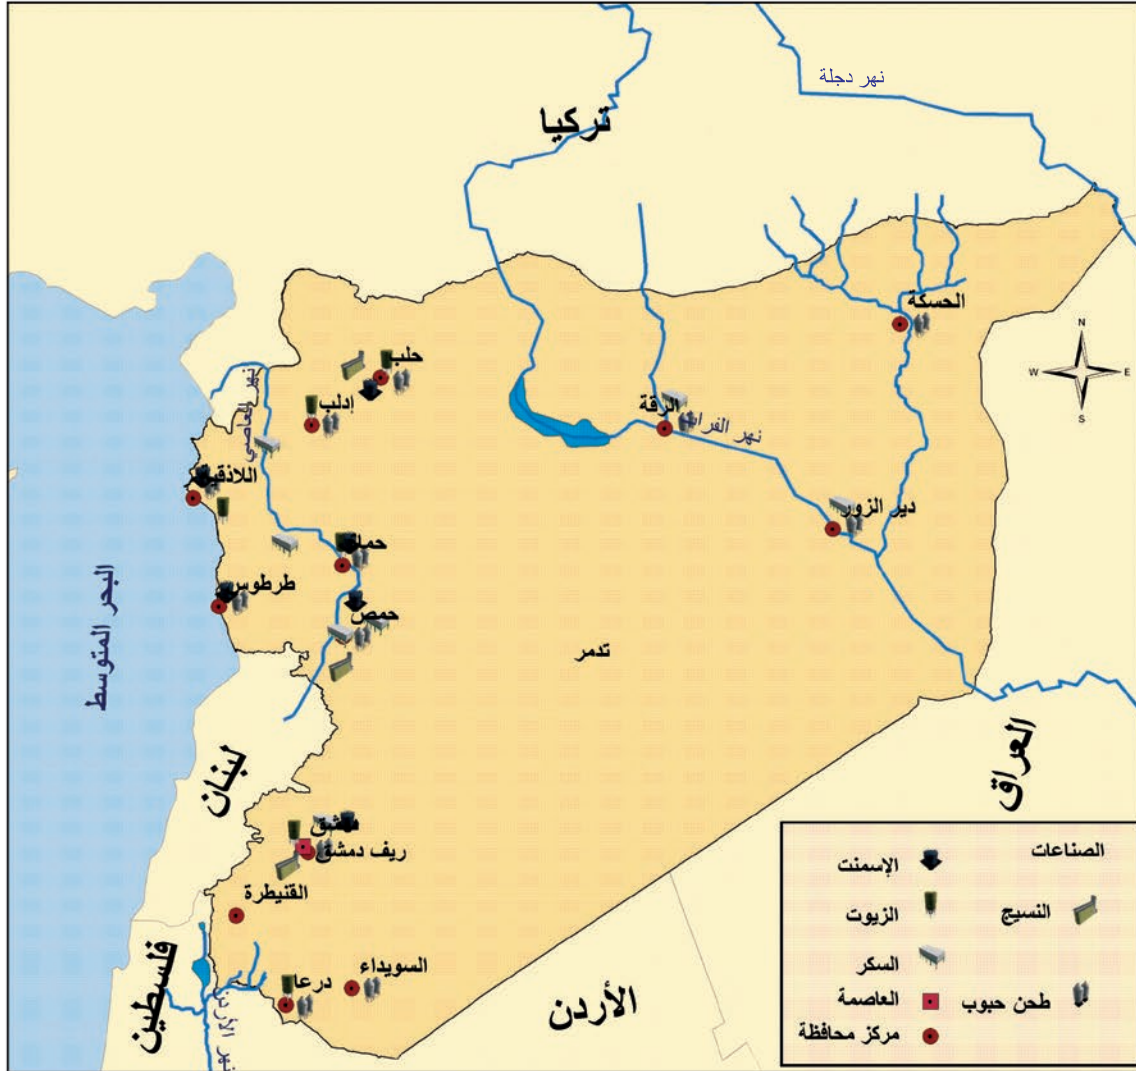 نهر دجلة
تركيا
الحسكة
N
W
E
S
حلب
إدلب
نهر العاصي
الرقة
نهر الفرات
اللاذقية
دير الزور
حماة
طرطوس
حمص
البحر المتوسط
تدمر
لبنان
العراق
دمشق
ريف دمشق
القنيطرة
السويداء
درعا
فلسطين
نهر الأردن
الأردن
الصناعات
الإسمنت
الزيوت
النسيج
السكر
العاصمة
طحن حبوب
مركز محافظة